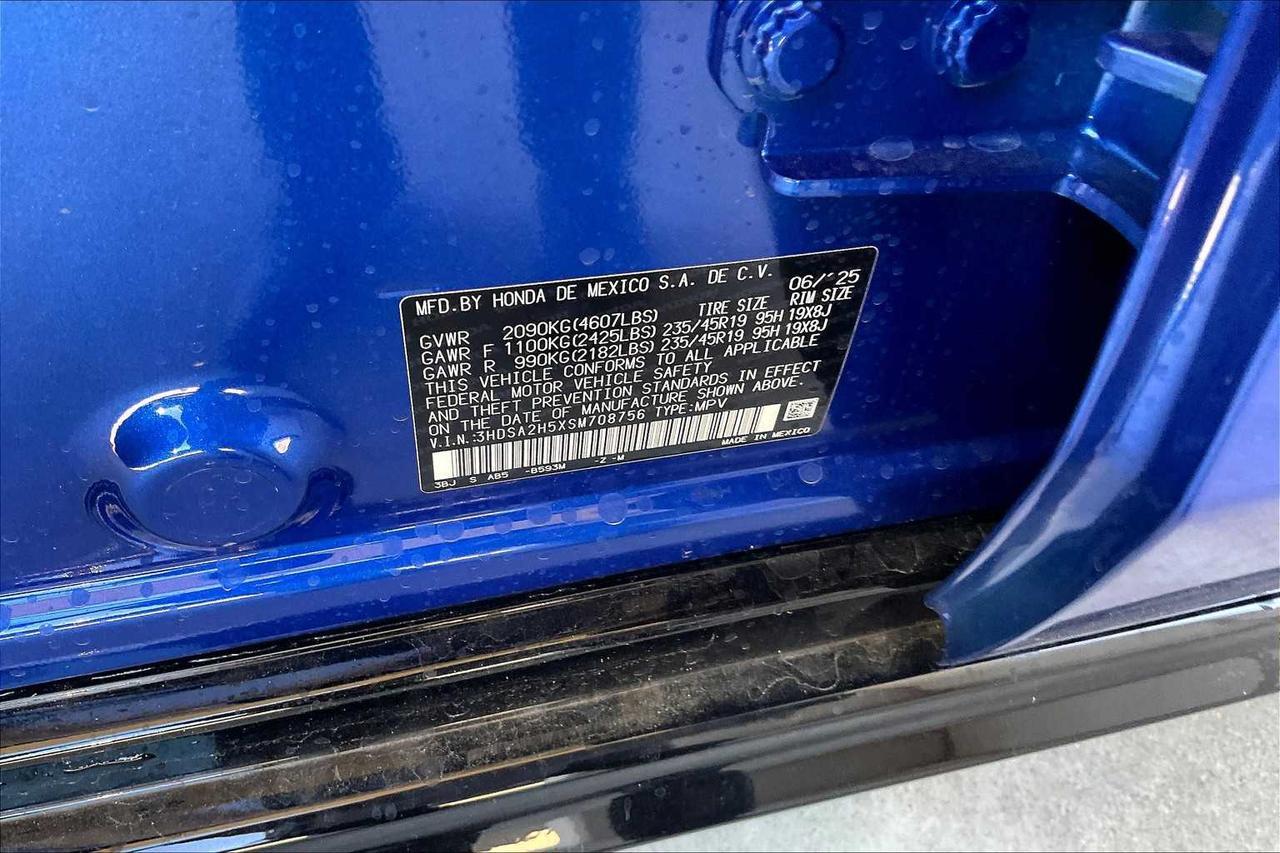 MFD.BY HONDA DE MEXICO S.A. DE C.V. 06/'25
GVWR 2090KG(4607LBS) TIRE SIZE RIM SIZE
GAWR F 1100KG(2425LBS) 235/45R19 95H 19X8J
GAWR R 990KG(2182LBS) 235/45R19 95H 19X8J
THIS VEHICLE CONFORMS TO ALL APPLICABLE
FEDERAL MOTOR VEHICLE SAFETY
AND THEFT PREVENTION STANDARDS IN EFFECT
ON THE DATE OF MANUFACTURE SHOWN ABOVE.
V.I.N.:3HDSA2H5XSM708756 TYPE:MPV
MADE IN MEXICO
3BJ S AB5 -B593M -Z -M